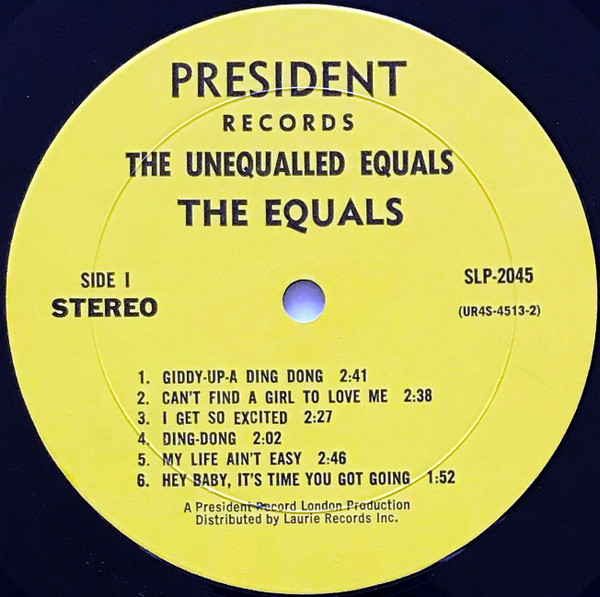 PRESIDENT
RECORDS
THE UNEQUALLED EQUALS
THE EQUALS
SIDE I
STEREO
SLP-2045
(UR4S-4513-2)
1. GIDDY-UP-A DING DONG 2:41
2. CAN'T FIND A GIRL TO LOVE ME 2:38
3. I GET SO EXCITED 2:27
4. DING-DONG 2:02
5. MY LIFE AIN'T EASY 2:46
6. HEY BABY, IT'S TIME YOU GOT GOING 1:52
A President Record London Production
Distributed by Laurie Records Inc.